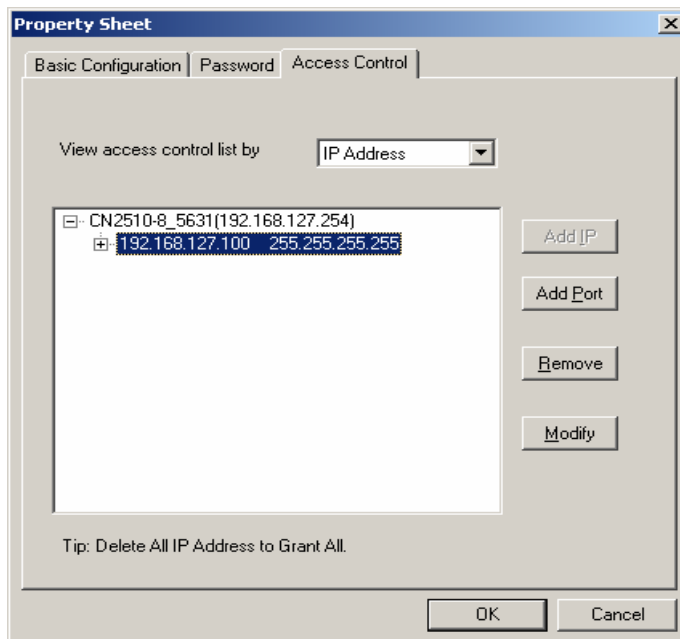 Property Sheet
Basic Configuration Password Access Control
View access control list by IP Address
CN2510-8_5631(192.168.127.254)
192.168.127.100 255.255.255.255
Add IP
Add Port
Remove
Modify
Tip: Delete All IP Address to Grant All.
OK Cancel